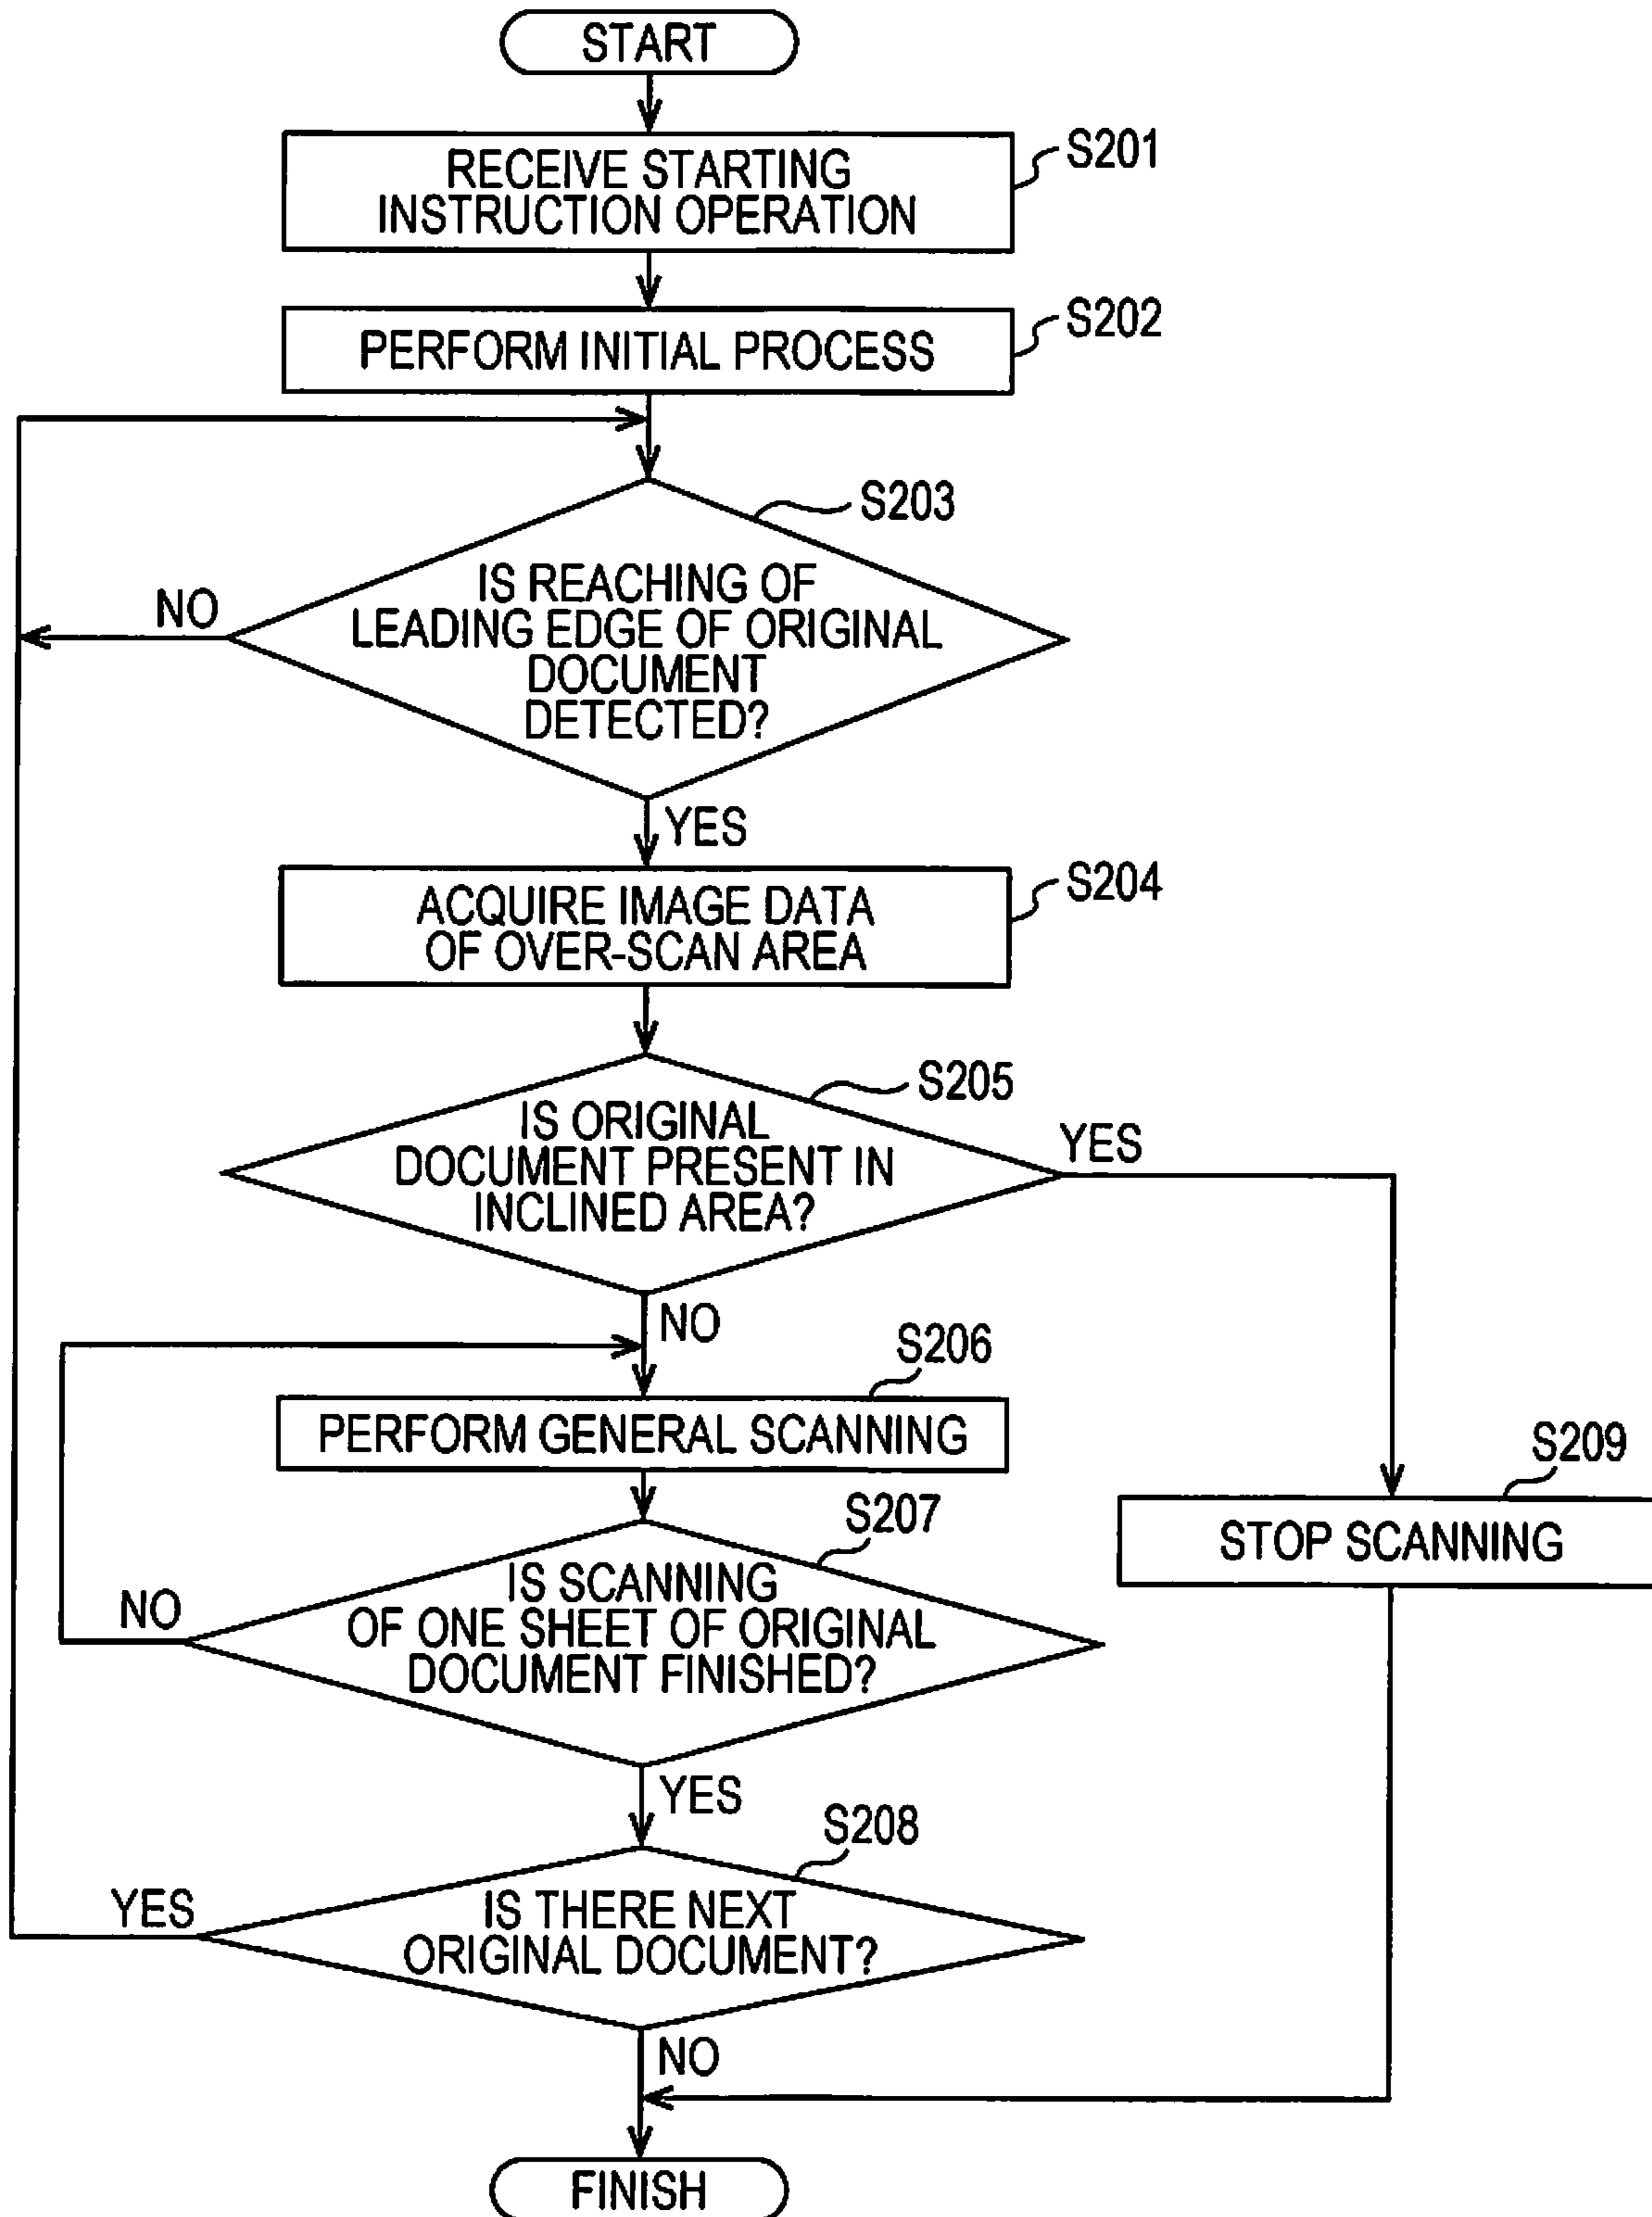 START
RECEIVE STARTING
INSTRUCTION OPERATION
S201
PERFORM INITIAL PROCESS
S202
S203
IS REACHING OF
LEADING EDGE OF ORIGINAL
DOCUMENT
DETECTED?
NO
YES
ACQUIRE IMAGE DATA
OF OVER-SCAN AREA
S204
S205
IS ORIGINAL
DOCUMENT PRESENT IN
INCLINED AREA?
YES
NO
S206
PERFORM GENERAL SCANNING
S209
STOP SCANNING
S207
IS SCANNING
OF ONE SHEET OF ORIGINAL
DOCUMENT FINISHED?
NO
YES
S208
IS THERE NEXT
ORIGINAL DOCUMENT?
YES
NO
FINISH